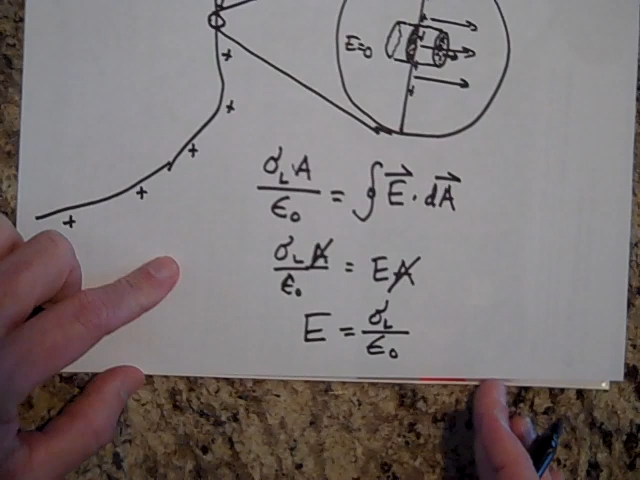 E=0
σ_L A / ϵ₀ = ∮ E⃗ · dA⃗
σ_L A / ϵ₀ = E A
E = σ_L / ϵ₀